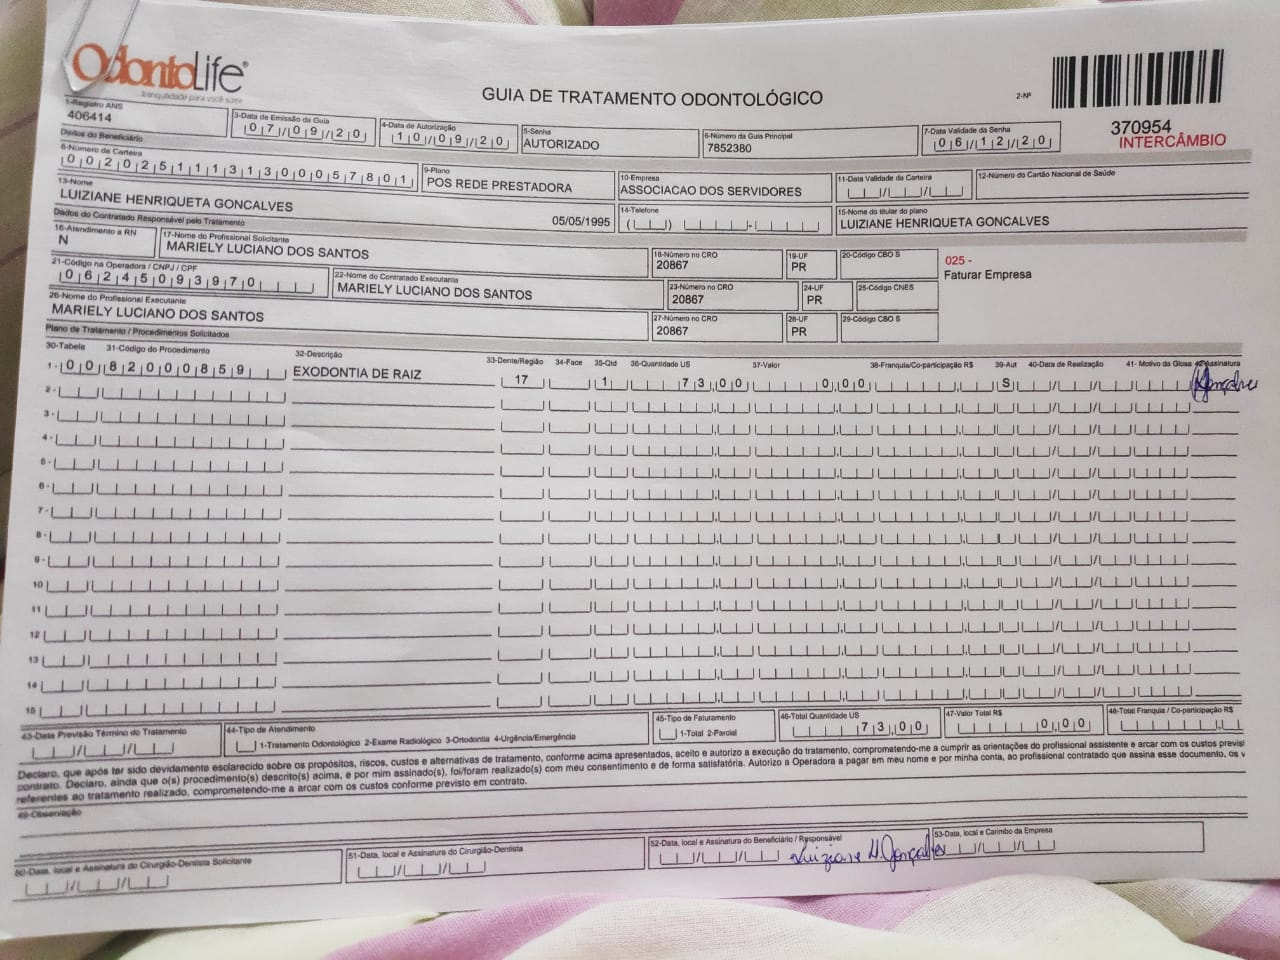 OdontoLife®
Tranquilidade para você sorrir
GUIA DE TRATAMENTO ODONTOLÓGICO
2-Nº
370954
INTERCÂMBIO
1-Registro ANS
406414
3-Data de Emissão da Guia
07/09/20
4-Data de Autorização
10/09/20
5-Senha
AUTORIZADO
6-Número da Guia Principal
7852380
7-Data Validade da Senha
06/12/20
Dados do Beneficiário
8-Número da Carteira
00202511131300057801
9-Plano
POS REDE PRESTADORA
10-Empresa
ASSOCIACAO DOS SERVIDORES
11-Data Validade da Carteira
12-Número do Cartão Nacional de Saúde
13-Nome
LUIZIANE HENRIQUETA GONCALVES
05/05/1995
14-Telefone
15-Nome do titular do plano
LUIZIANE HENRIQUETA GONCALVES
Dados do Contratado Responsável pelo Tratamento
16-Atendimento a RN
N
17-Nome do Profissional Solicitante
MARIELY LUCIANO DOS SANTOS
18-Número no CRO
20867
19-UF
PR
20-Código CBO S
025 -
Faturar Empresa
21-Código na Operadora / CNPJ / CPF
06245093970
22-Nome do Contratado Executante
MARIELY LUCIANO DOS SANTOS
23-Número no CRO
20867
24-UF
PR
25-Código CNES
26-Nome do Profissional Executante
MARIELY LUCIANO DOS SANTOS
27-Número no CRO
20867
28-UF
PR
29-Código CBO S
Plano de Tratamento / Procedimentos Solicitados
30-Tabela 31-Código do Procedimento 32-Descrição 33-Dente/Região 34-Face 35-Qtd 36-Quantidade US 37-Valor 38-Franquia/Co-participação R$ 39-Aut 40-Data de Realização 41- Motivo da Glosa 42-Assinatura
1- 00 82000859 EXODONTIA DE RAIZ 17 1 73,00 0,00 S Gonçalves
2-
3-
4-
5-
6-
7-
8-
9-
10
11
12
13
14
15
43-Data Previsão Término do Tratamento
44-Tipo de Atendimento
1-Tratamento Odontológico 2-Exame Radiológico 3-Ortodontia 4-Urgência/Emergência
45-Tipo de Faturamento
1-Total 2-Parcial
46-Total Quantidade US
73,00
47-Valor Total R$
0,00
48-Total Franquia / Co-participação R$
Declaro, que após ter sido devidamente esclarecido sobre os propósitos, riscos, custos e alternativas de tratamento, conforme acima apresentados, aceito e autorizo a execução do tratamento, comprometendo-me a cumprir as orientações do profissional assistente e arcar com os custos previst
contrato. Declaro, ainda que o(s) procedimento(s) descrito(s) acima, e por mim assinado(s), foi/foram realizado(s) com meu consentimento e de forma satisfatória. Autorizo a Operadora a pagar em meu nome e por minha conta, ao profissional contratado que assina esse documento, os v
referentes ao tratamento realizado, comprometendo-me a arcar com os custos conforme previsto em contrato.
49-Observação
50-Data, local e Assinatura do Cirurgião-Dentista Solicitante
51-Data, local e Assinatura do Cirurgião-Dentista
52-Data, local e Assinatura do Beneficiário / Responsável
Luiziane H. Gonçalves
53-Data, local e Carimbo da Empresa